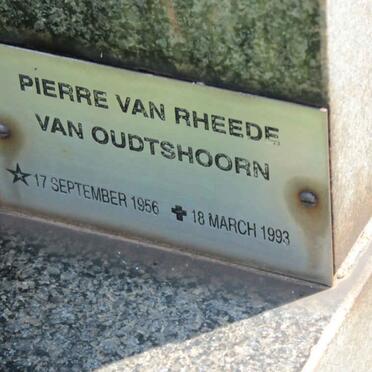 PIERRE VAN RHEEDE
VAN OUDTSHOORN
☆ 17 SEPTEMBER 1956 ✚ 18 MARCH 1993